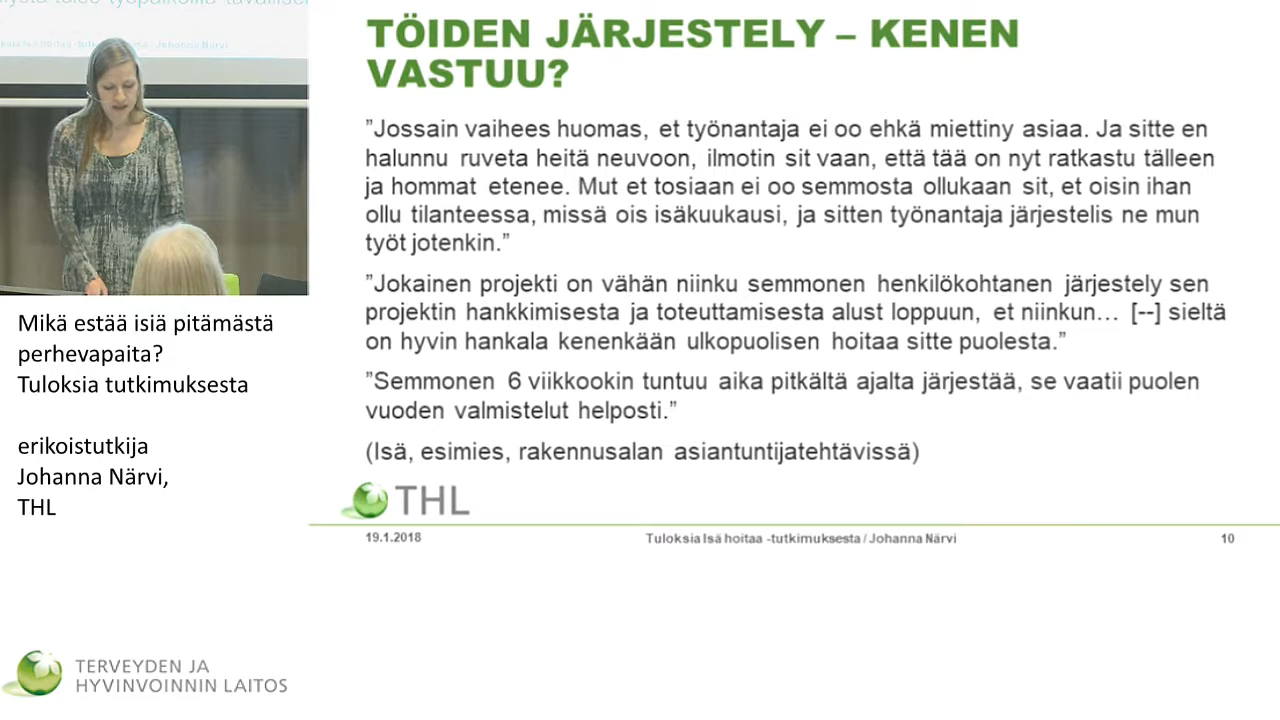 TÖIDEN JÄRJESTELY – KENEN
VASTUU?
”Jossain vaihees huomas, et työnantaja ei oo ehkä miettiny asiaa. Ja sitte en
halunnu ruveta heitä neuvoon, ilmotin sit vaan, että tää on nyt ratkastu tälleen
ja hommat etenee. Mut et tosiaan ei oo semmosta ollukaan sit, et oisin ihan
ollu tilanteessa, missä ois isäkuukausi, ja sitten työnantaja järjestelis ne mun
työt jotenkin.”
”Jokainen projekti on vähän niinku semmonen henkilökohtanen järjestely sen
projektin hankkimisesta ja toteuttamisesta alust loppuun, et niinkun… [--] sieltä
on hyvin hankala kenenkään ulkopuolisen hoitaa sitte puolesta.”
”Semmonen 6 viikkookin tuntuu aika pitkältä ajalta järjestää, se vaatii puolen
vuoden valmistelut helposti.”
(Isä, esimies, rakennusalan asiantuntijatehtävissä)
THL
19.1.2018 Tuloksia Isä hoitaa -tutkimuksesta / Johanna Närvi 10
Mikä estää isiä pitämästä
perhevapaita?
Tuloksia tutkimuksesta
erikoistutkija
Johanna Närvi,
THL
TERVEYDEN JA
HYVINVOINNIN LAITOS